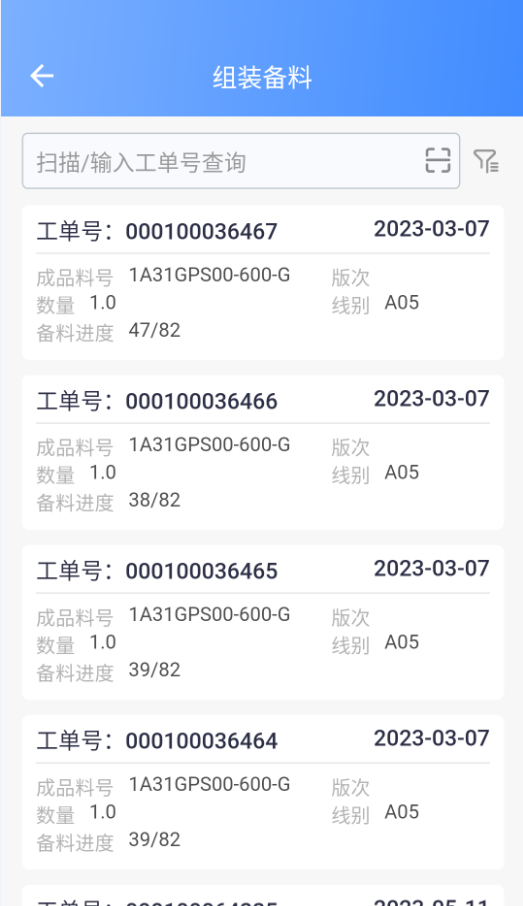 组装备料
扫描/输入工单号查询
工单号：000100036467 2023-03-07
成品料号 1A31GPS00-600-G 版次
数量 1.0 线别 A05
备料进度 47/82
工单号：000100036466 2023-03-07
成品料号 1A31GPS00-600-G 版次
数量 1.0 线别 A05
备料进度 38/82
工单号：000100036465 2023-03-07
成品料号 1A31GPS00-600-G 版次
数量 1.0 线别 A05
备料进度 39/82
工单号：000100036464 2023-03-07
成品料号 1A31GPS00-600-G 版次
数量 1.0 线别 A05
备料进度 39/82
工单号： 2023-05-11